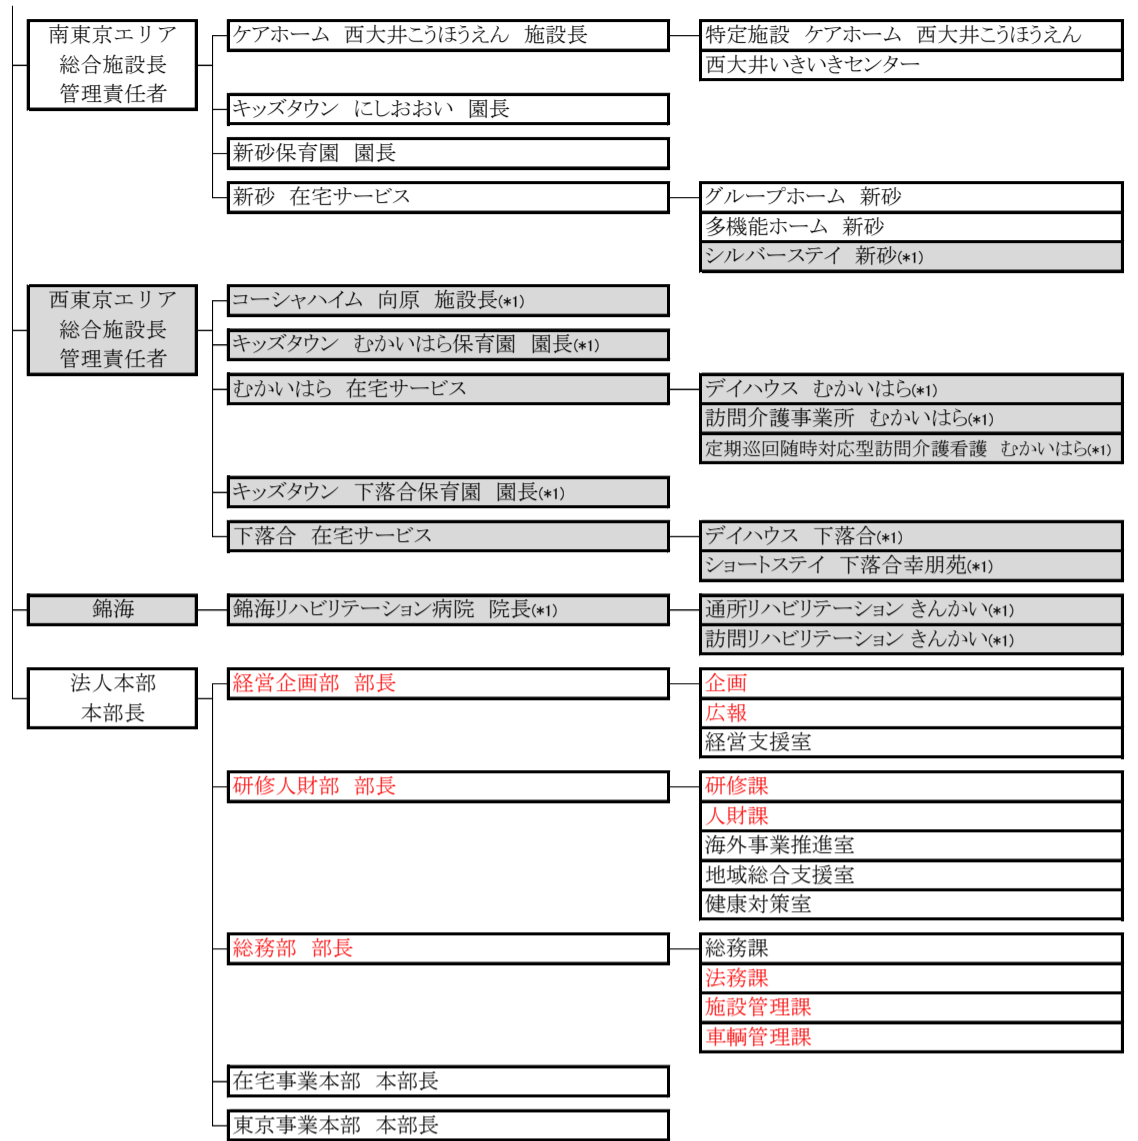 南東京エリア
総合施設長
管理責任者
ケアホーム　西大井こうほうえん　施設長
特定施設　ケアホーム　西大井こうほうえん
西大井いきいきセンター
キッズタウン　にしおおい　園長
新砂保育園　園長
新砂　在宅サービス
グループホーム　新砂
多機能ホーム　新砂
シルバーステイ　新砂(*1)
西東京エリア
総合施設長
管理責任者
コーシャハイム　向原　施設長(*1)
キッズタウン　むかいはら保育園　園長(*1)
むかいはら　在宅サービス
デイハウス　むかいはら(*1)
訪問介護事業所　むかいはら(*1)
定期巡回随時対応型訪問介護看護　むかいはら(*1)
キッズタウン　下落合保育園　園長(*1)
下落合　在宅サービス
デイハウス　下落合(*1)
ショートステイ　下落合幸朋苑(*1)
錦海
錦海リハビリテーション病院　院長(*1)
通所リハビリテーション きんかい(*1)
訪問リハビリテーション きんかい(*1)
法人本部
本部長
経営企画部　部長
企画
広報
経営支援室
研修人財部　部長
研修課
人財課
海外事業推進室
地域総合支援室
健康対策室
総務部　部長
総務課
法務課
施設管理課
車輌管理課
在宅事業本部　本部長
東京事業本部　本部長